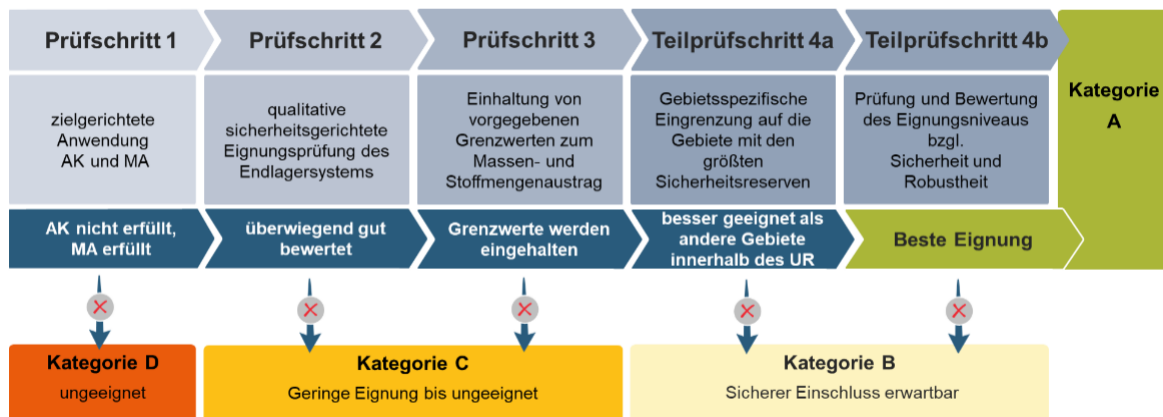 Prüfschritt 1
Prüfschritt 2
Prüfschritt 3
Teilprüfschritt 4a
Teilprüfschritt 4b
Kategorie
A
zielgerichtete
Anwendung
AK und MA
qualitative
sicherheitsgerichtete
Eignungsprüfung des
Endlagersystems
Einhaltung von
vorgegebenen
Grenzwerten zum
Massen- und
Stoffmengenaustrag
Gebietsspezifische
Eingrenzung auf die
Gebiete mit den
größten
Sicherheitsreserven
Prüfung und Bewertung
des Eignungsniveaus
bzgl.
Sicherheit und
Robustheit
AK nicht erfüllt,
MA erfüllt
überwiegend gut
bewertet
Grenzwerte werden
eingehalten
besser geeignet als
andere Gebiete
innerhalb des UR
Beste Eignung
Kategorie D
ungeeignet
Kategorie C
Geringe Eignung bis ungeeignet
Kategorie B
Sicherer Einschluss erwartbar